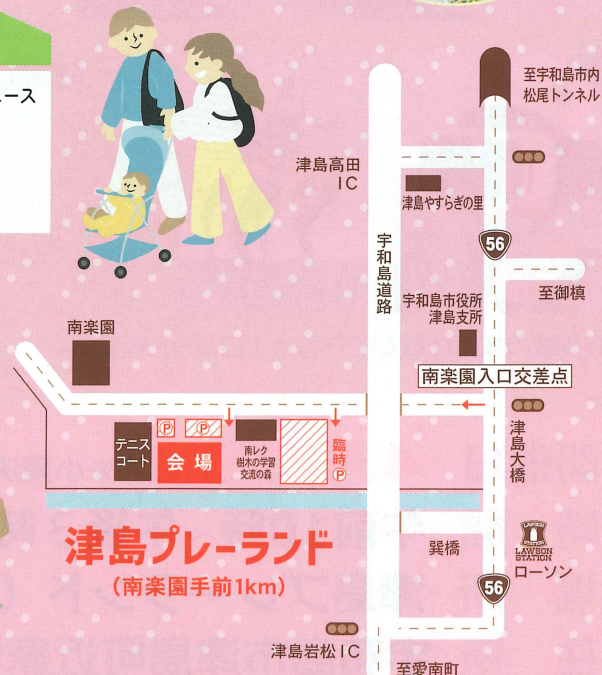 ース
至宇和島市内
松尾トンネル
津島高田
IC
津島やすらぎの里
宇和島道路
56
至御槙
宇和島市役所
津島支所
南楽園
南楽園入口交差点
テニス
コート
P
P
会場
南レク
樹木の学習
交流の森
臨時P
津島大橋
津島プレーランド
(南楽園手前1km)
巽橋
LAWSON
STATION
ローソン
56
津島岩松IC
至愛南町